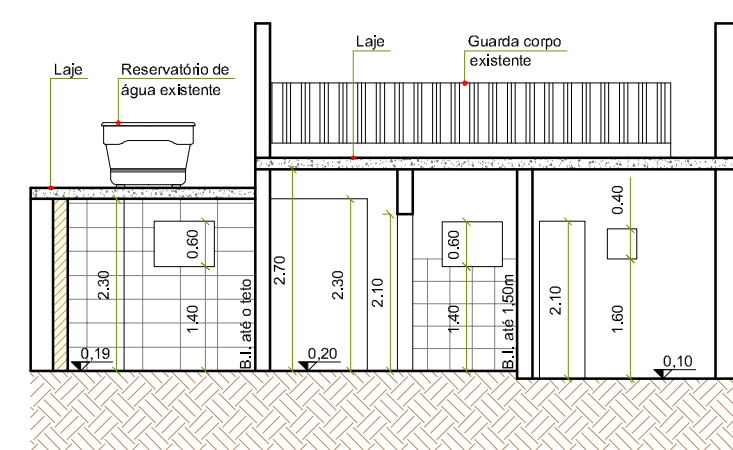 Laje
Reservatório de
água existente
Laje
Guarda corpo
existente
0.60
2.30
1.40
B.I. até o teto
0,19
2.70
2.30
2.10
0,20
0.60
1.40
B.I. até 1,50m
2.10
0.40
1.60
0,10